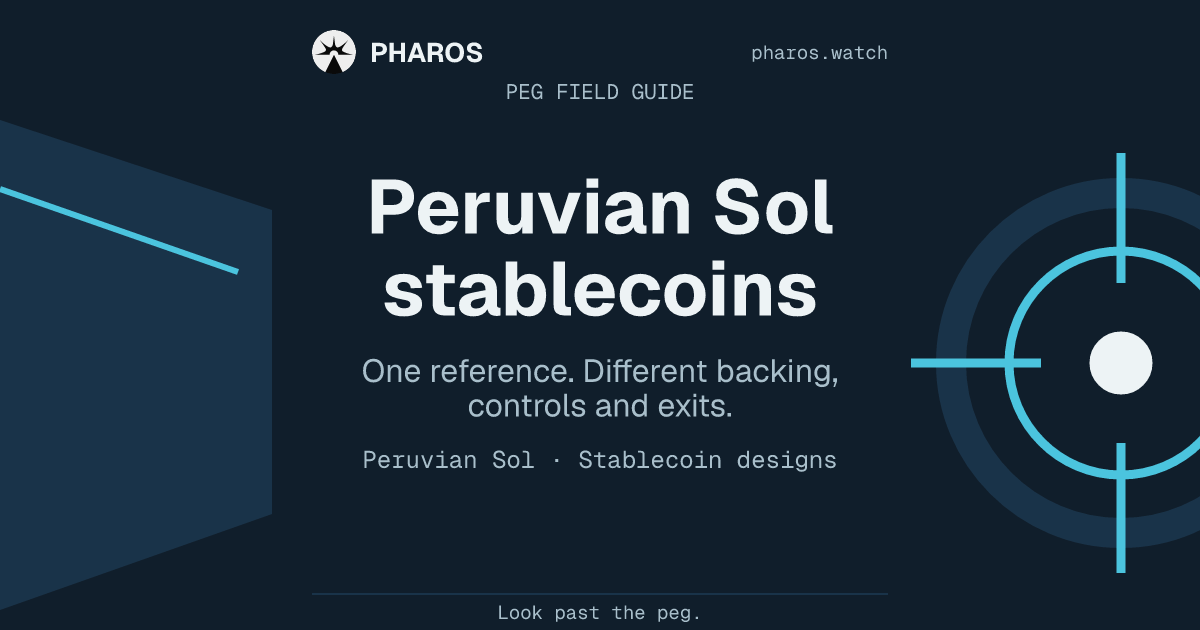 PHAROS
pharos.watch
PEG FIELD GUIDE
Peruvian Sol
stablecoins
One reference. Different backing,
controls and exits.
Peruvian Sol · Stablecoin designs
Look past the peg.